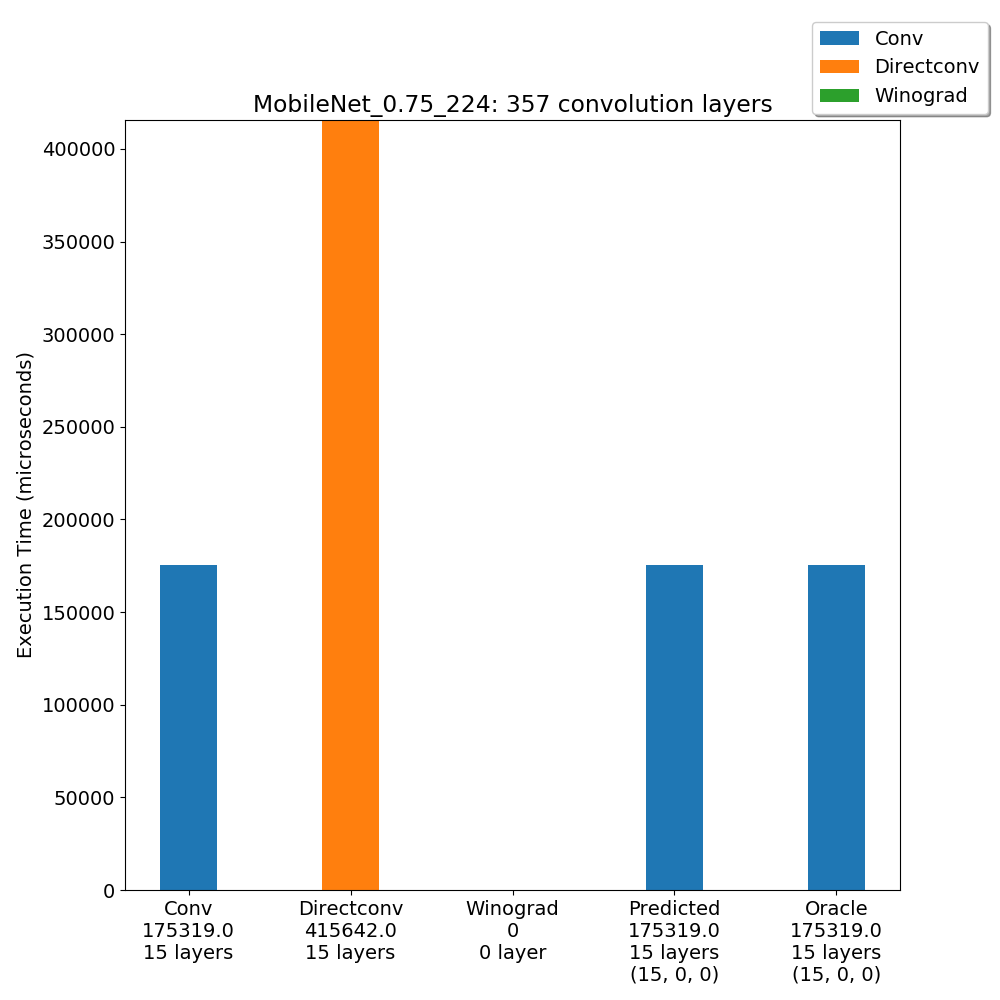 Conv
Directconv
Winograd
MobileNet_0.75_224: 357 convolution layers
Execution Time (microseconds)
400000
350000
300000
250000
200000
150000
100000
50000
0
Conv
175319.0
15 layers
Directconv
415642.0
15 layers
Winograd
0
0 layer
Predicted
175319.0
15 layers
(15, 0, 0)
Oracle
175319.0
15 layers
(15, 0, 0)